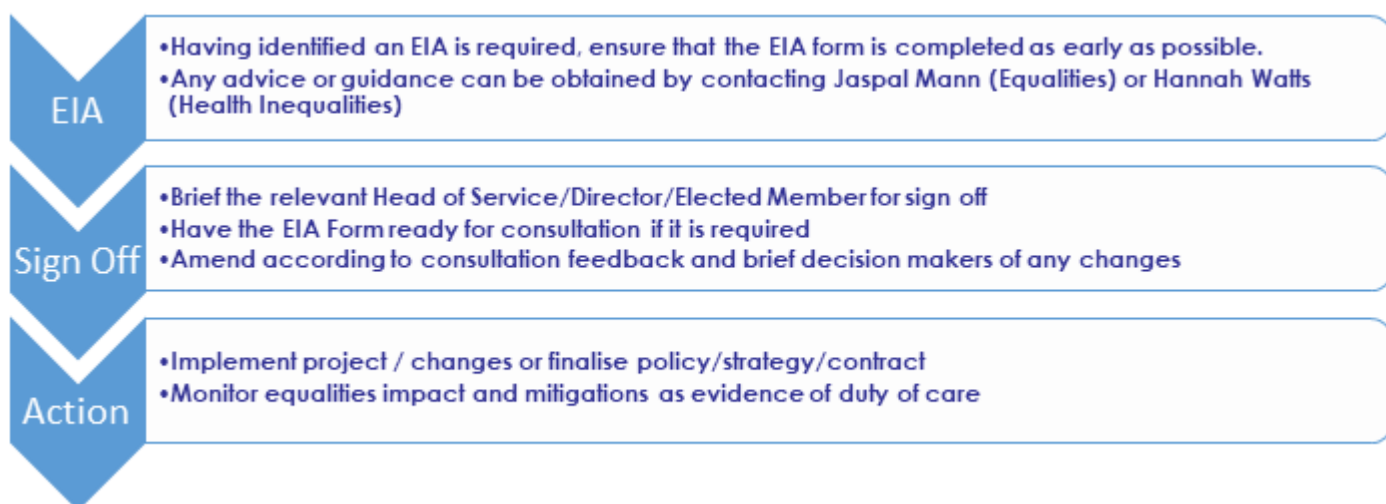 EIA
•Having identified an EIA is required, ensure that the EIA form is completed as early as possible.
•Any advice or guidance can be obtained by contacting Jaspal Mann (Equalities) or Hannah Watts
(Health Inequalities)
Sign Off
•Brief the relevant Head of Service/Director/Elected Member for sign off
•Have the EIA Form ready for consultation if it is required
•Amend according to consultation feedback and brief decision makers of any changes
Action
•Implement project / changes or finalise policy/strategy/contract
•Monitor equalities impact and mitigations as evidence of duty of care